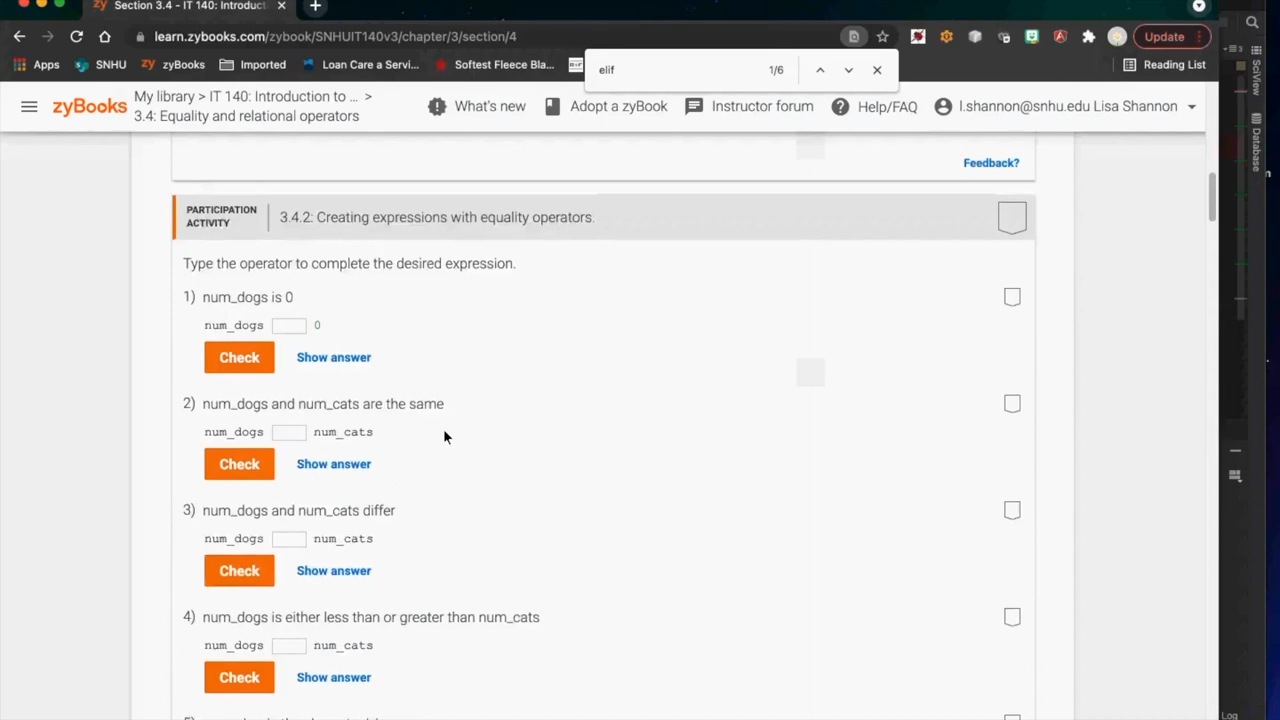 Section 3.4 - IT 140: Introducti
learn.zybooks.com/zybook/SNHUIT140v3/chapter/3/section/4
Update
elif 1/6
Apps SNHU zyBooks Imported Loan Care a Servi... Softest Fleece Bla... Reading List
zyBooks
My library > IT 140: Introduction to ... >
3.4: Equality and relational operators
What's new Adopt a zyBook Instructor forum Help/FAQ l.shannon@snhu.edu Lisa Shannon
SciView
Database
Feedback?
PARTICIPATION
ACTIVITY
3.4.2: Creating expressions with equality operators.
Type the operator to complete the desired expression.
1) num_dogs is 0
num_dogs 0
Check Show answer
2) num_dogs and num_cats are the same
num_dogs num_cats
Check Show answer
3) num_dogs and num_cats differ
num_dogs num_cats
Check Show answer
4) num_dogs is either less than or greater than num_cats
num_dogs num_cats
Check Show answer
Log